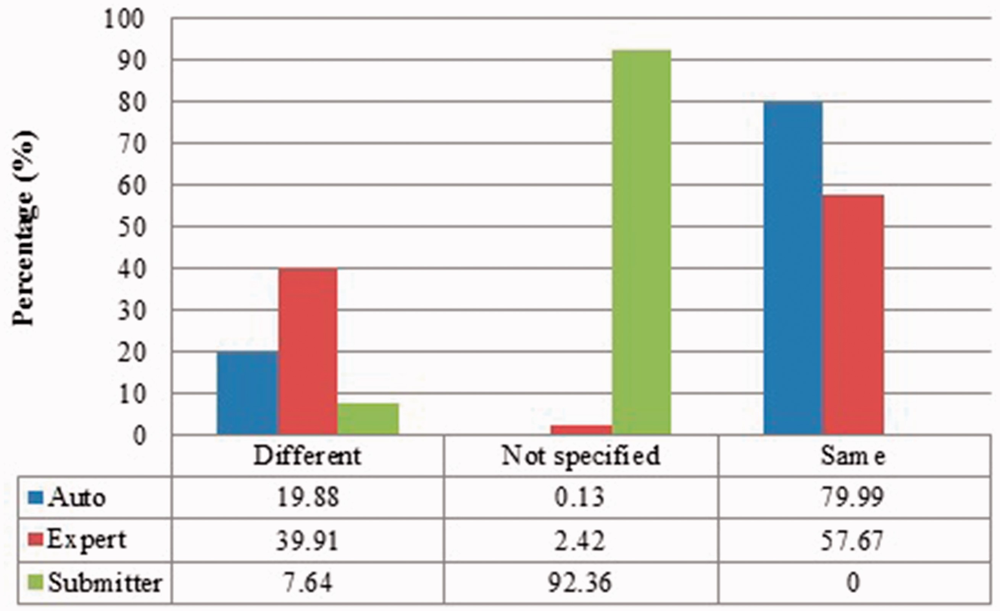 Percentage (%)
100
90
80
70
60
50
40
30
20
10
0
Different Not specified Same
Auto 19.88 0.13 79.99
Expert 39.91 2.42 57.67
Submitter 7.64 92.36 0